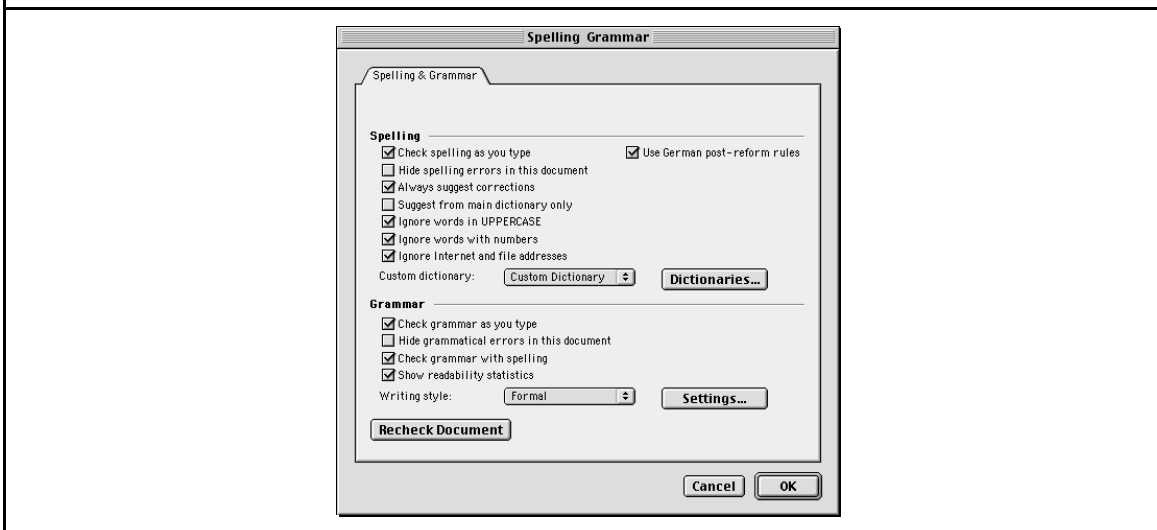 Spelling Grammar
Spelling & Grammar
Spelling
Check spelling as you type
Use German post-reform rules
Hide spelling errors in this document
Always suggest corrections
Suggest from main dictionary only
Ignore words in UPPERCASE
Ignore words with numbers
Ignore Internet and file addresses
Custom dictionary: Custom Dictionary Dictionaries...
Grammar
Check grammar as you type
Hide grammatical errors in this document
Check grammar with spelling
Show readability statistics
Writing style: Formal Settings...
Recheck Document
Cancel OK